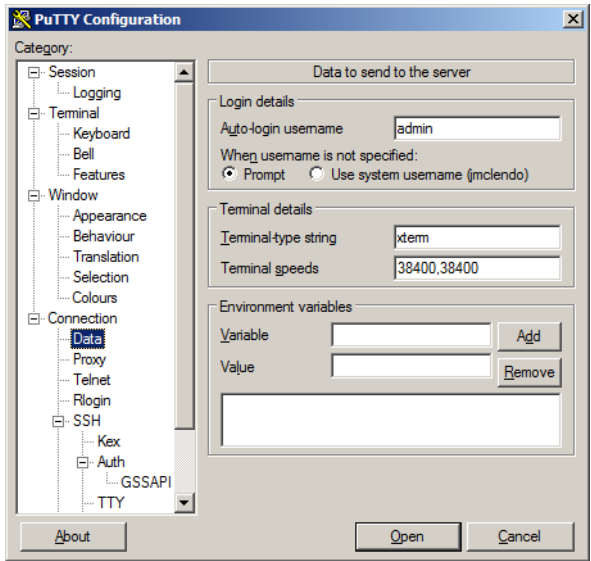 PuTTY Configuration
Category:
Session
Logging
Terminal
Keyboard
Bell
Features
Window
Appearance
Behaviour
Translation
Selection
Colours
Connection
Data
Proxy
Telnet
Rlogin
SSH
Kex
Auth
GSSAPI
TTY
Data to send to the server
Login details
Auto-login username admin
When username is not specified:
Prompt Use system username (jmclendo)
Terminal details
Terminal-type string xterm
Terminal speeds 38400,38400
Environment variables
Variable Add
Value Remove
About Open Cancel